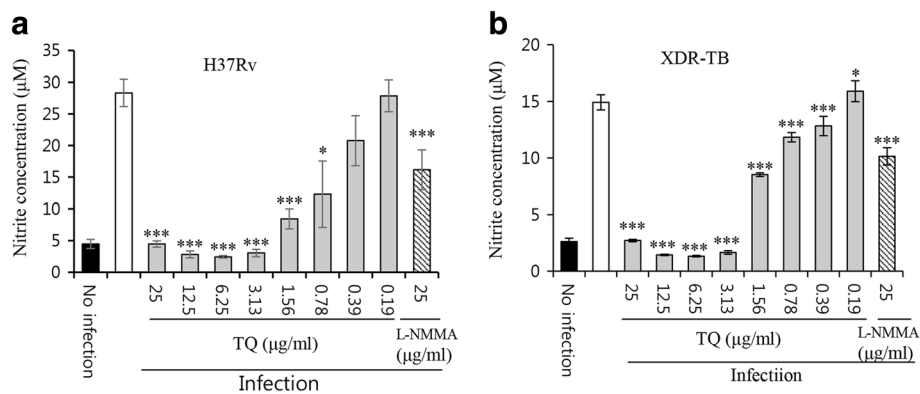 a
H37Rv
Nitrite concentration (μM)
35
30
25
20
15
10
5
0
***
***
***
***
***
*
***
No infection
25
12.5
6.25
3.13
1.56
0.78
0.39
0.19
25
TQ (μg/ml)
L-NMMA
(μg/ml)
Infection
b
XDR-TB
Nitrite concentration (μM)
20
15
10
5
0
***
***
***
***
***
***
***
*
***
No infection
25
12.5
6.25
3.13
1.56
0.78
0.39
0.19
25
TQ (μg/ml)
L-NMMA
(μg/ml)
Infectiion